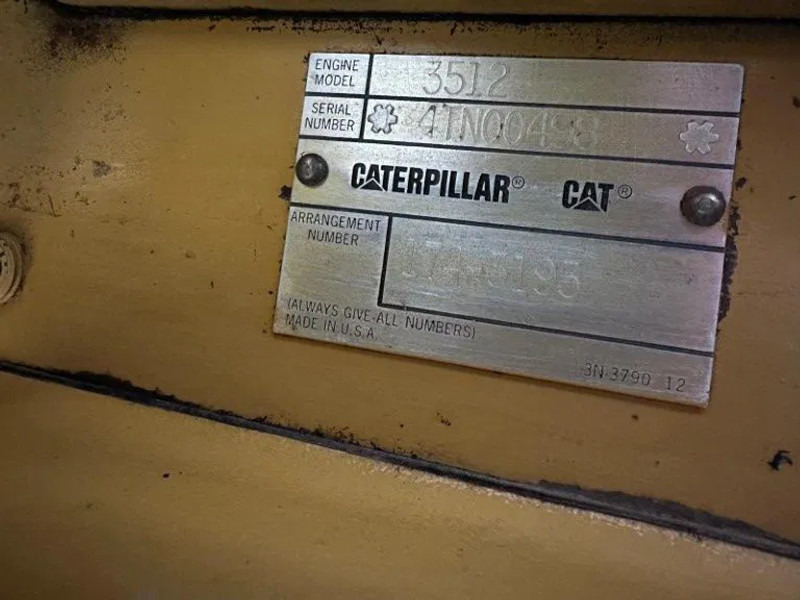 ENGINE MODEL 3512
SERIAL NUMBER 4TN00498
CATERPILLAR® CAT®
ARRANGEMENT NUMBER
(ALWAYS GIVE ALL NUMBERS)
MADE IN U.S.A.
3N-3790 12